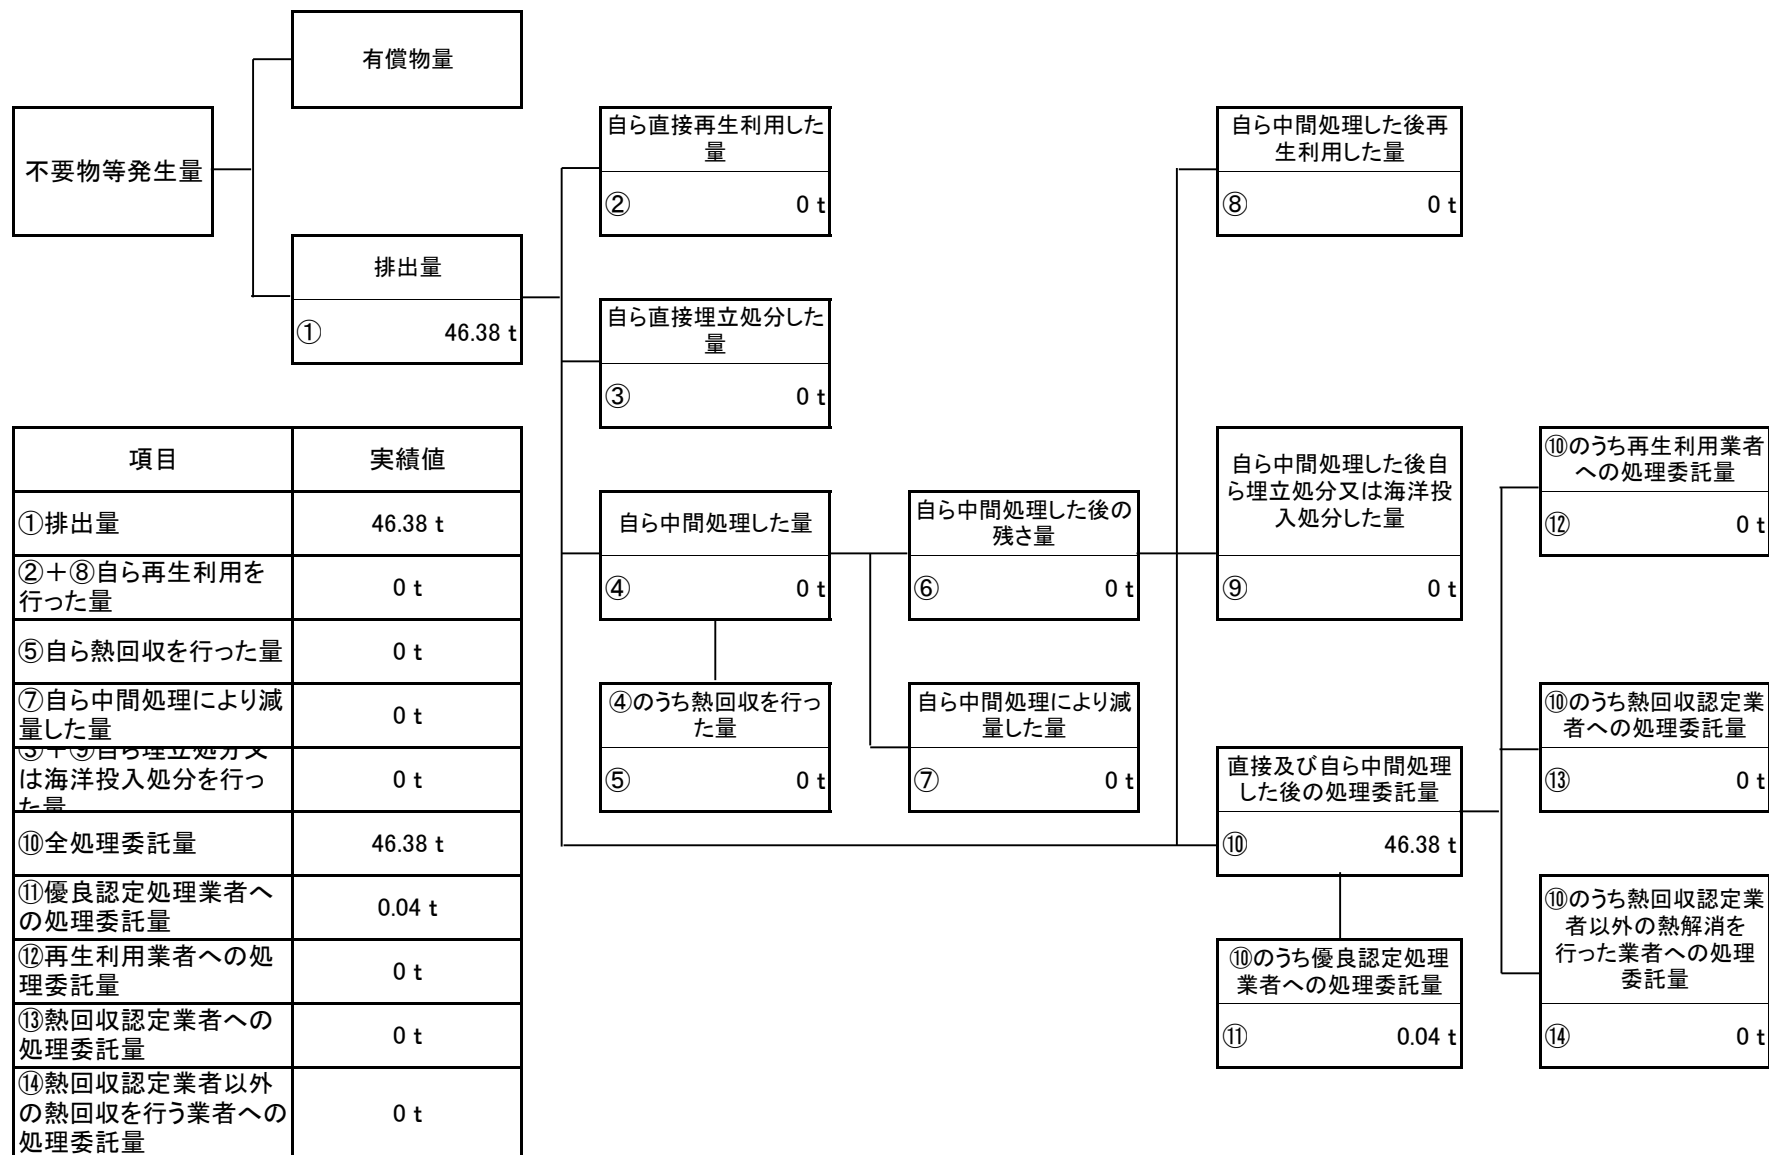 有償物量
不要物等発生量
排出量
① 46.38 t
自ら直接再生利用した
量
② 0 t
自ら直接埋立処分した
量
③ 0 t
自ら中間処理した量
④ 0 t
④のうち熱回収を行っ
た量
⑤ 0 t
自ら中間処理した後の
残さ量
⑥ 0 t
自ら中間処理により減
量した量
⑦ 0 t
自ら中間処理した後再
生利用した量
⑧ 0 t
自ら中間処理した後自
ら埋立処分又は海洋投
入処分した量
⑨ 0 t
直接及び自ら中間処理
した後の処理委託量
⑩ 46.38 t
⑩のうち優良認定処理
業者への処理委託量
⑪ 0.04 t
⑩のうち再生利用業者
への処理委託量
⑫ 0 t
⑩のうち熱回収認定業
者への処理委託量
⑬ 0 t
⑩のうち熱回収認定業
者以外の熱解消を
行った業者への処理
委託量
⑭ 0 t
項目 実績値
①排出量 46.38 t
②＋⑧自ら再生利用を
行った量 0 t
⑤自ら熱回収を行った量 0 t
⑦自ら中間処理により減
量した量 0 t
③＋⑨自ら埋立処分又
は海洋投入処分を行っ
た量 0 t
⑩全処理委託量 46.38 t
⑪優良認定処理業者へ
の処理委託量 0.04 t
⑫再生利用業者への処
理委託量 0 t
⑬熱回収認定業者への
処理委託量 0 t
⑭熱回収認定業者以外
の熱回収を行う業者への
処理委託量 0 t